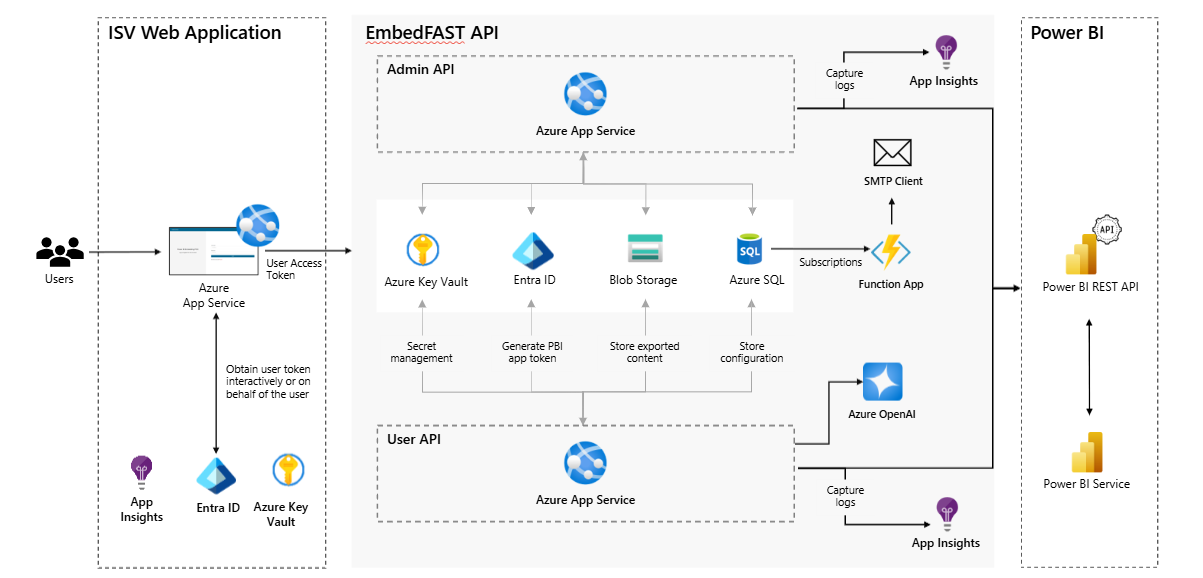 ISV Web Application
EmbedFAST API
Power BI
Admin API
Azure App Service
Capture
logs
App Insights
SMTP Client
Users
Azure
App Service
User Access
Token
Azure Key Vault
Entra ID
Blob Storage
SQL
Azure SQL
Subscriptions
Function App
API
Power BI REST API
Secret
management
Generate PBI
app token
Store exported
content
Store
configuration
Obtain user token
interactively or on
behalf of the user
Azure OpenAI
User API
Azure App Service
Capture
logs
App Insights
App
Insights
Entra ID
Azure Key
Vault
Power BI Service